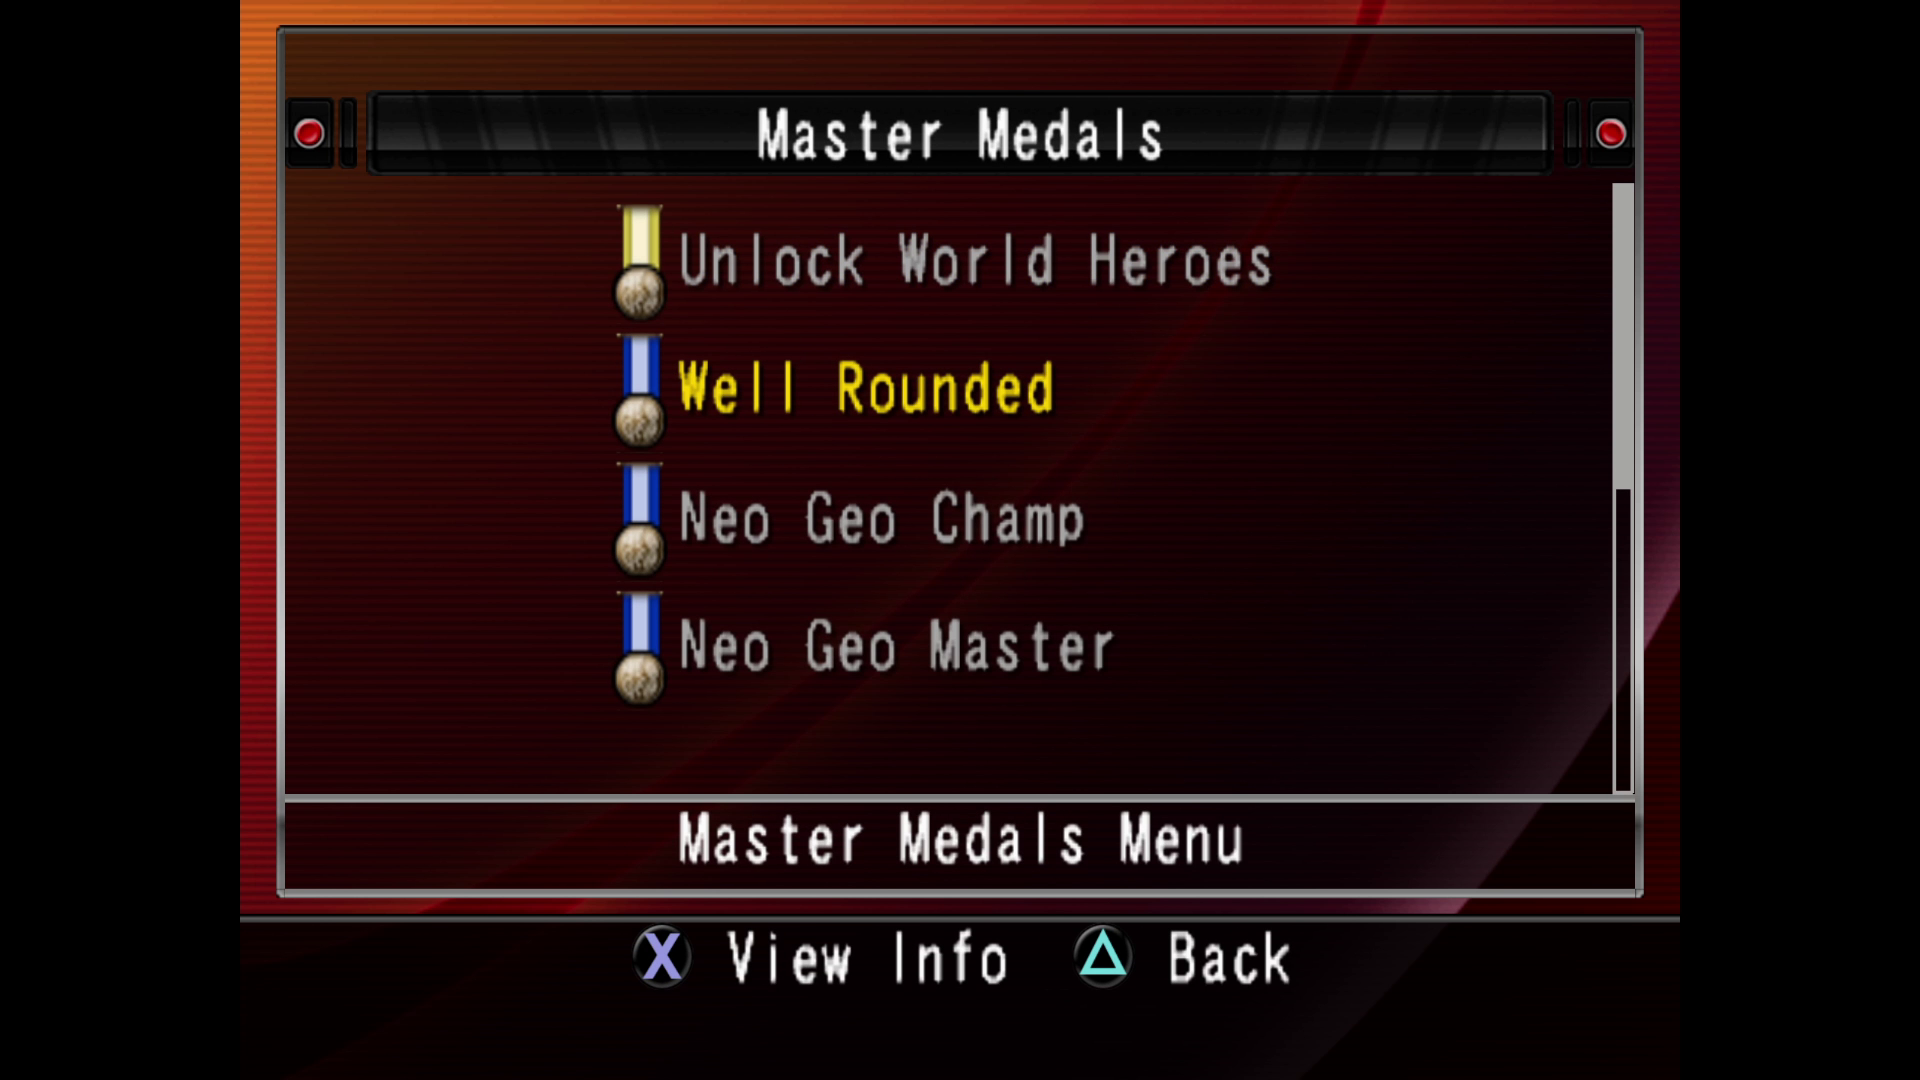 Master Medals
Unlock World Heroes
Well Rounded
Neo Geo Champ
Neo Geo Master
Master Medals Menu
X View Info Back